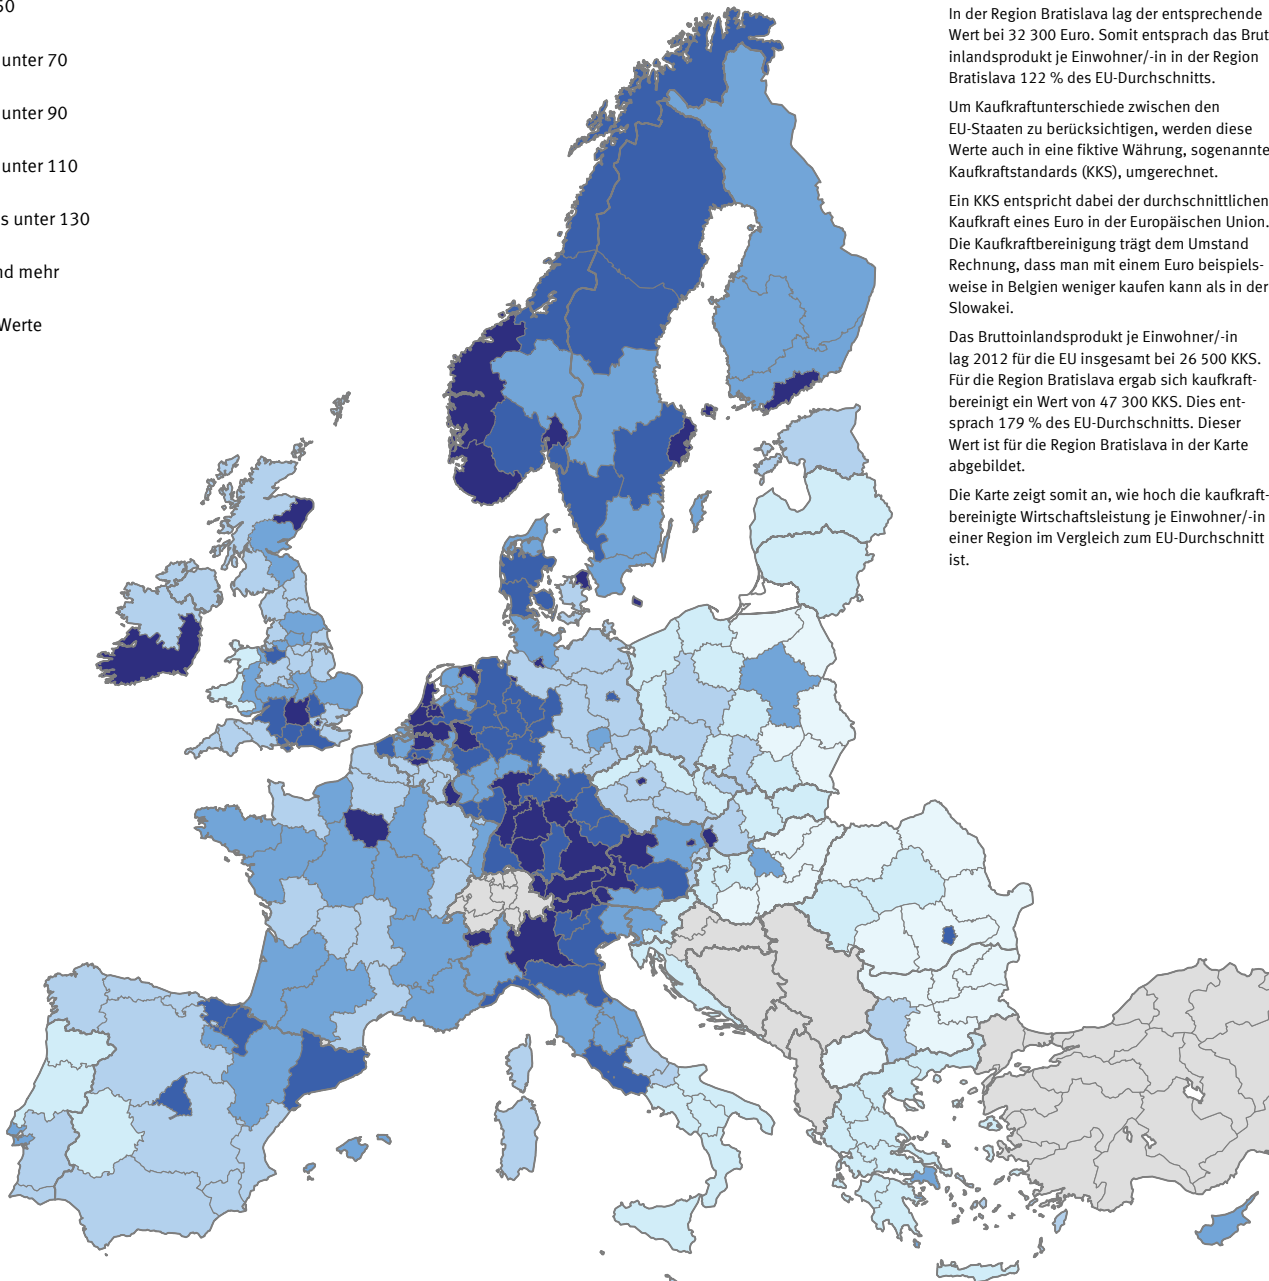 50
unter 70
unter 90
unter 110
s unter 130
nd mehr
Werte
In der Region Bratislava lag der entsprechende
Wert bei 32 300 Euro. Somit entsprach das Brut
inlandsprodukt je Einwohner/-in in der Region
Bratislava 122 % des EU-Durchschnitts.
Um Kaufkraftunterschiede zwischen den
EU-Staaten zu berücksichtigen, werden diese
Werte auch in eine fiktive Währung, sogenannte
Kaufkraftstandards (KKS), umgerechnet.
Ein KKS entspricht dabei der durchschnittlichen
Kaufkraft eines Euro in der Europäischen Union.
Die Kaufkraftbereinigung trägt dem Umstand
Rechnung, dass man mit einem Euro beispiels-
weise in Belgien weniger kaufen kann als in der
Slowakei.
Das Bruttoinlandsprodukt je Einwohner/-in
lag 2012 für die EU insgesamt bei 26 500 KKS.
Für die Region Bratislava ergab sich kaufkraft-
bereinigt ein Wert von 47 300 KKS. Dies ent-
sprach 179 % des EU-Durchschnitts. Dieser
Wert ist für die Region Bratislava in der Karte
abgebildet.
Die Karte zeigt somit an, wie hoch die kaufkraft-
bereinigte Wirtschaftsleistung je Einwohner/-in
einer Region im Vergleich zum EU-Durchschnitt
ist.